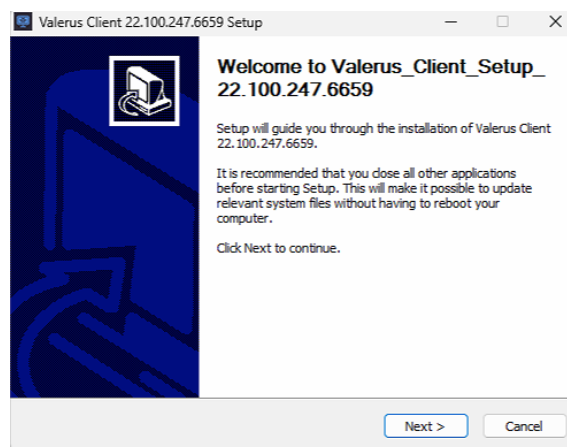 Valerus Client 22.100.247.6659 Setup
Welcome to Valerus_Client_Setup_
22.100.247.6659
Setup will guide you through the installation of Valerus Client
22.100.247.6659.
It is recommended that you close all other applications
before starting Setup. This will make it possible to update
relevant system files without having to reboot your
computer.
Click Next to continue.
Next >
Cancel